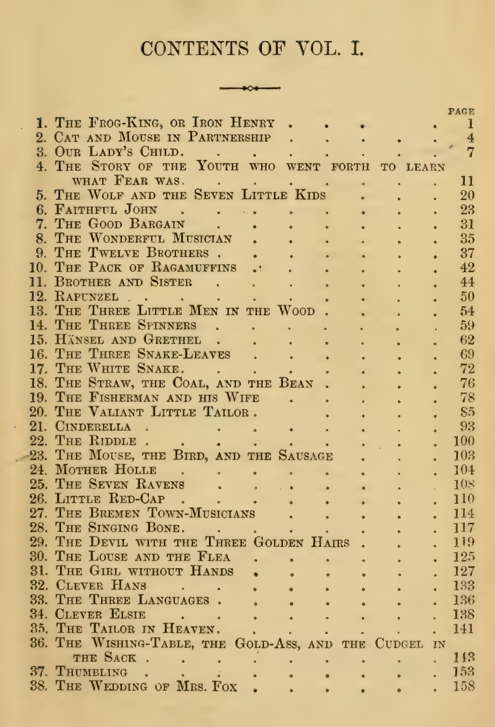 CONTENTS OF VOL. I.
PAGE
1. The Frog-King, or Iron Henry . . . . 1
2. Cat and Mouse in Partnership . . . . 4
3. Our Lady's Child . . . . . . 7
4. The Story of the Youth who went forth to learn
what Fear was . . . . . . 11
5. The Wolf and the Seven Little Kids . . . 20
6. Faithful John . . . . . . 23
7. The Good Bargain . . . . . 31
8. The Wonderful Musician . . . . 35
9. The Twelve Brothers . . . . . 37
10. The Pack of Ragamuffins . . . . 42
11. Brother and Sister . . . . . 44
12. Rapunzel . . . . . . . 50
13. The Three Little Men in the Wood . . . 54
14. The Three Spinners . . . . . 59
15. Hänsel and Grethel . . . . . 62
16. The Three Snake-Leaves . . . . 69
17. The White Snake . . . . . . 72
18. The Straw, the Coal, and the Bean . . . 76
19. The Fisherman and his Wife . . . . 78
20. The Valiant Little Tailor . . . . 85
21. Cinderella . . . . . . 93
22. The Riddle . . . . . . 100
23. The Mouse, the Bird, and the Sausage . . . 103
24. Mother Holle . . . . . . 104
25. The Seven Ravens . . . . . 108
26. Little Red-Cap . . . . . . 110
27. The Bremen Town-Musicians . . . . 114
28. The Singing Bone . . . . . . 117
29. The Devil with the Three Golden Hairs . . . 119
30. The Louse and the Flea . . . . 125
31. The Girl without Hands . . . . 127
32. Clever Hans . . . . . . 133
33. The Three Languages . . . . . 136
34. Clever Elsie . . . . . . 138
35. The Tailor in Heaven . . . . . 141
36. The Wishing-Table, the Gold-Ass, and the Cudgel in
the Sack . . . . . . 143
37. Thumbling . . . . . . 153
38. The Wedding of Mrs. Fox . . . . 158